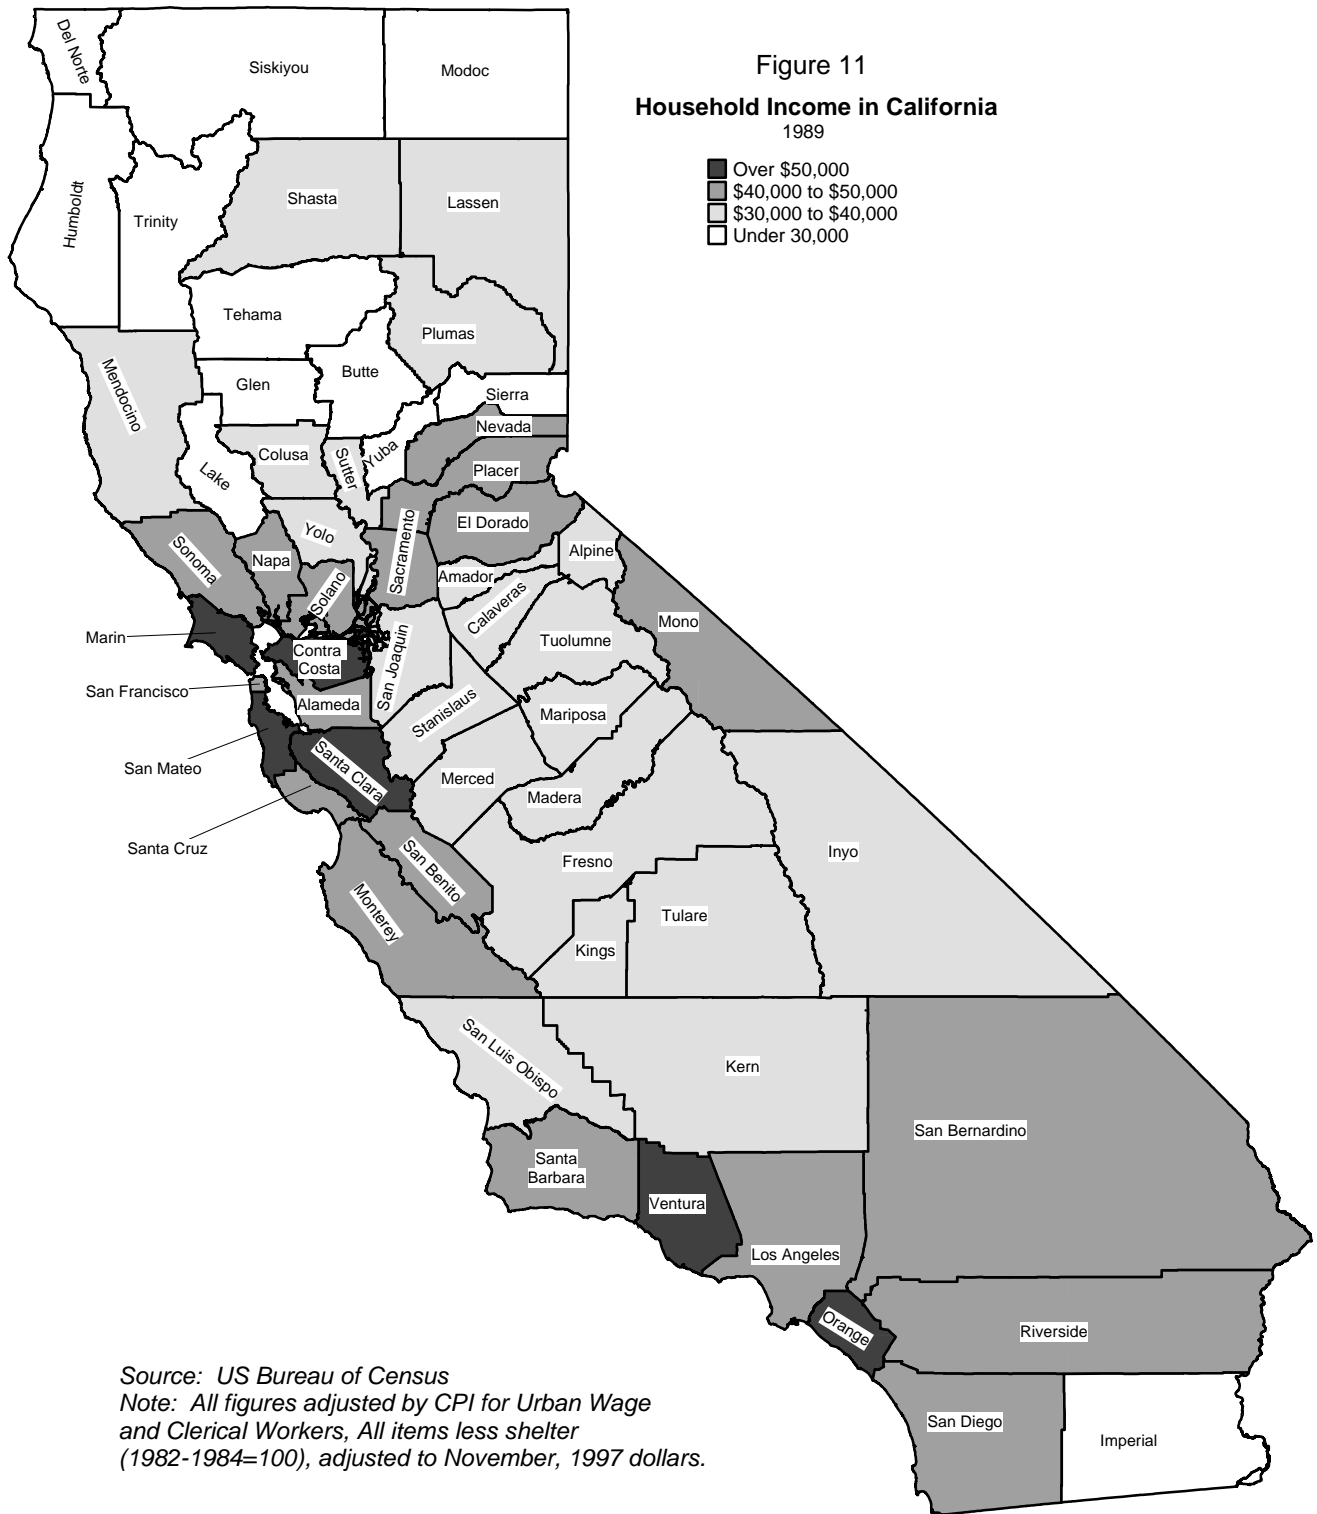 Figure 11
Household Income in California
1989
Over $50,000
$40,000 to $50,000
$30,000 to $40,000
Under 30,000
Del Norte
Siskiyou
Modoc
Humboldt
Trinity
Shasta
Lassen
Tehama
Plumas
Mendocino
Glen
Butte
Sierra
Nevada
Lake
Colusa
Sutter
Yuba
Placer
Sonoma
Napa
Yolo
Solano
Sacramento
El Dorado
Alpine
Amador
Calaveras
Mono
Marin
Contra
Costa
San Joaquin
Tuolumne
San Francisco
Alameda
Stanislaus
Mariposa
San Mateo
Santa Clara
Merced
Madera
Santa Cruz
San Benito
Fresno
Inyo
Monterey
Kings
Tulare
San Luis Obispo
Kern
San Bernardino
Santa
Barbara
Ventura
Los Angeles
Orange
Riverside
San Diego
Imperial
Source:  US Bureau of Census
Note:  All figures adjusted by CPI for Urban Wage
and Clerical Workers, All items less shelter
(1982-1984=100), adjusted to November, 1997 dollars.